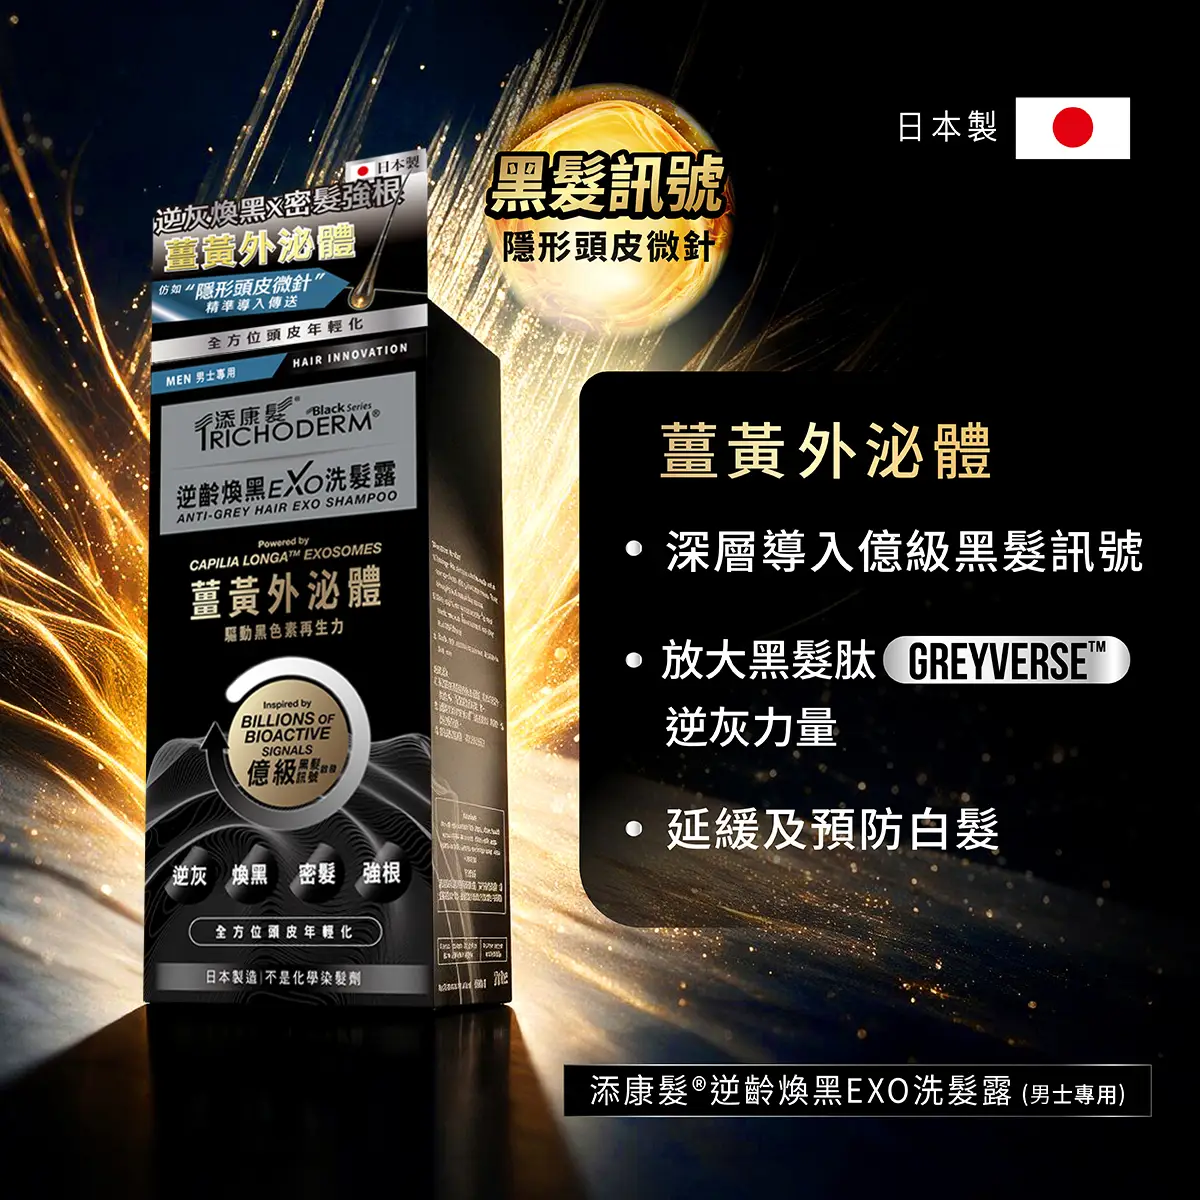 日本製
黑髮訊號
隱形頭皮微針
日本製
逆灰煥黑X密髮強根
薑黃外泌體
仿如“隱形頭皮微針”
精準導入傳送
全方位頭皮年輕化
MEN 男士專用
HAIR INNOVATION
添康髮® Black Series
TRICHODERM®
逆齡煥黑EXO洗髮露
ANTI-GREY HAIR EXO SHAMPOO
Powered by
CAPILIA LONGA™ EXOSOMES
薑黃外泌體
驅動黑色素再生力
Inspired by
BILLIONS OF
BIOACTIVE
SIGNALS
億級黑髮訊號啟發
逆灰 煥黑 密髮 強根
全方位頭皮年輕化
日本製造|不是化學染髮劑
薑黃外泌體
• 深層導入億級黑髮訊號
• 放大黑髮肽 GREYVERSE™
逆灰力量
• 延緩及預防白髮
添康髮®逆齡煥黑EXO洗髮露 (男士專用)